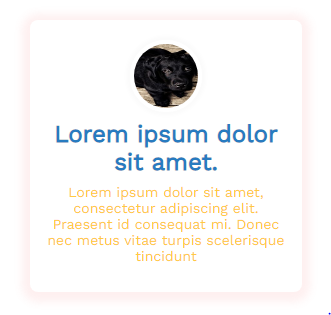 Lorem ipsum dolor
sit amet.
Lorem ipsum dolor sit amet,
consectetur adipiscing elit.
Praesent id consequat mi. Donec
nec metus vitae turpis scelerisque
tincidunt
.